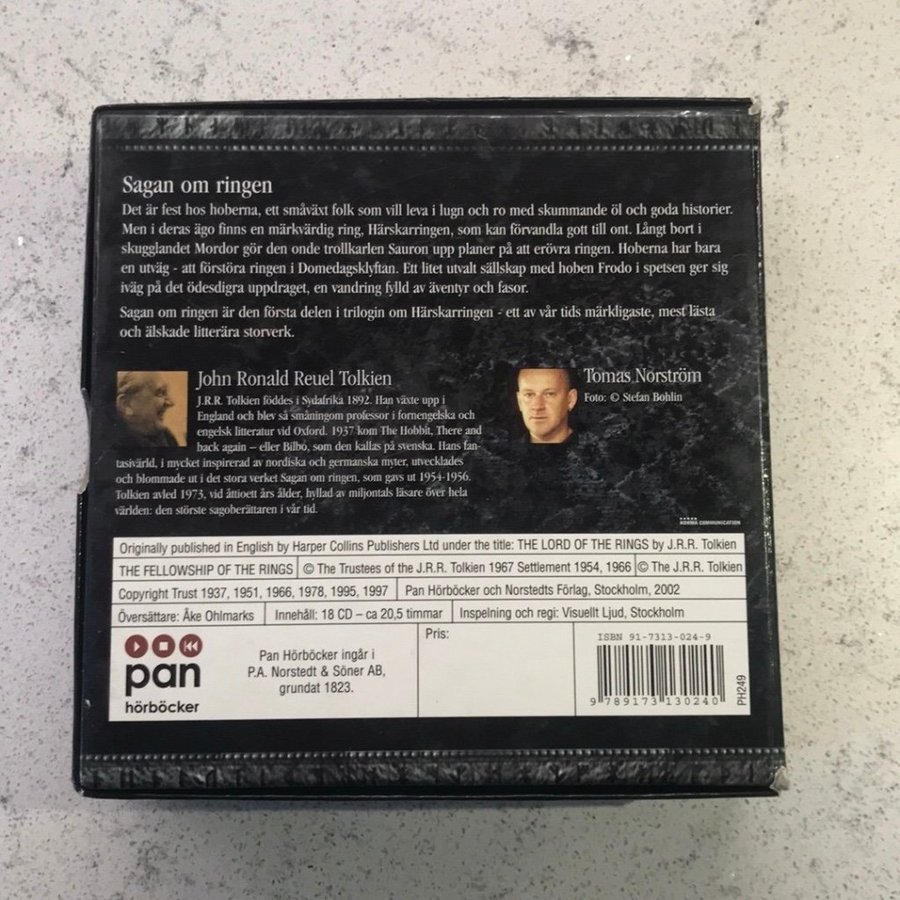 Sagan om ringen
Det är fest hos hoberna, ett småväxt folk som vill leva i lugn och ro med skummande öl och goda historier.
Men i deras ägo finns en märkvärdig ring, Härskarringen, som kan förvandla gott till ont. Långt bort i
skugglandet Mordor gör den onde trollkarlen Sauron upp planer på att erövra ringen. Hoberna har bara
en utväg - att förstöra ringen i Domedagsklyftan. Ett litet utvalt sällskap med hoben Frodo i spetsen ger sig
iväg på det ödesdigra uppdraget, en vandring fylld av äventyr och fasor.
Sagan om ringen är den första delen i trilogin om Härskarringen - ett av vår tids märkligaste, mest lästa
och älskade litterära storverk.
John Ronald Reuel Tolkien
J.R.R. Tolkien föddes i Sydafrika 1892. Han växte upp i
England och blev så småningom professor i fornengelska och
engelsk litteratur vid Oxford. 1937 kom The Hobbit, There and
back again – eller Bilbo, som den kallas på svenska. Hans fan-
tasivärld, i mycket inspirerad av nordiska och germanska myter, utvecklades
och blommade ut i det stora verket Sagan om ringen, som gavs ut 1954-1956.
Tolkien avled 1973, vid åttioett års ålder, hyllad av miljontals läsare över hela
världen: den störste sagoberättaren i vår tid.
Tomas Norström
Foto: © Stefan Bohlin
NORMA COMMUNICATION
Originally published in English by Harper Collins Publishers Ltd under the title: THE LORD OF THE RINGS by J.R.R. Tolkien
THE FELLOWSHIP OF THE RINGS © The Trustees of the J.R.R. Tolkien 1967 Settlement 1954, 1966 © The J.R.R. Tolkien
Copyright Trust 1937, 1951, 1966, 1978, 1995, 1997 Pan Hörböcker och Norstedts Förlag, Stockholm, 2002
Översättare: Åke Ohlmarks Innehåll: 18 CD – ca 20,5 timmar Inspelning och regi: Visuellt Ljud, Stockholm
pan
hörböcker
Pan Hörböcker ingår i
P.A. Norstedt & Söner AB,
grundat 1823.
Pris:
ISBN 91-7313-024-9
9 789173 130240
PH249